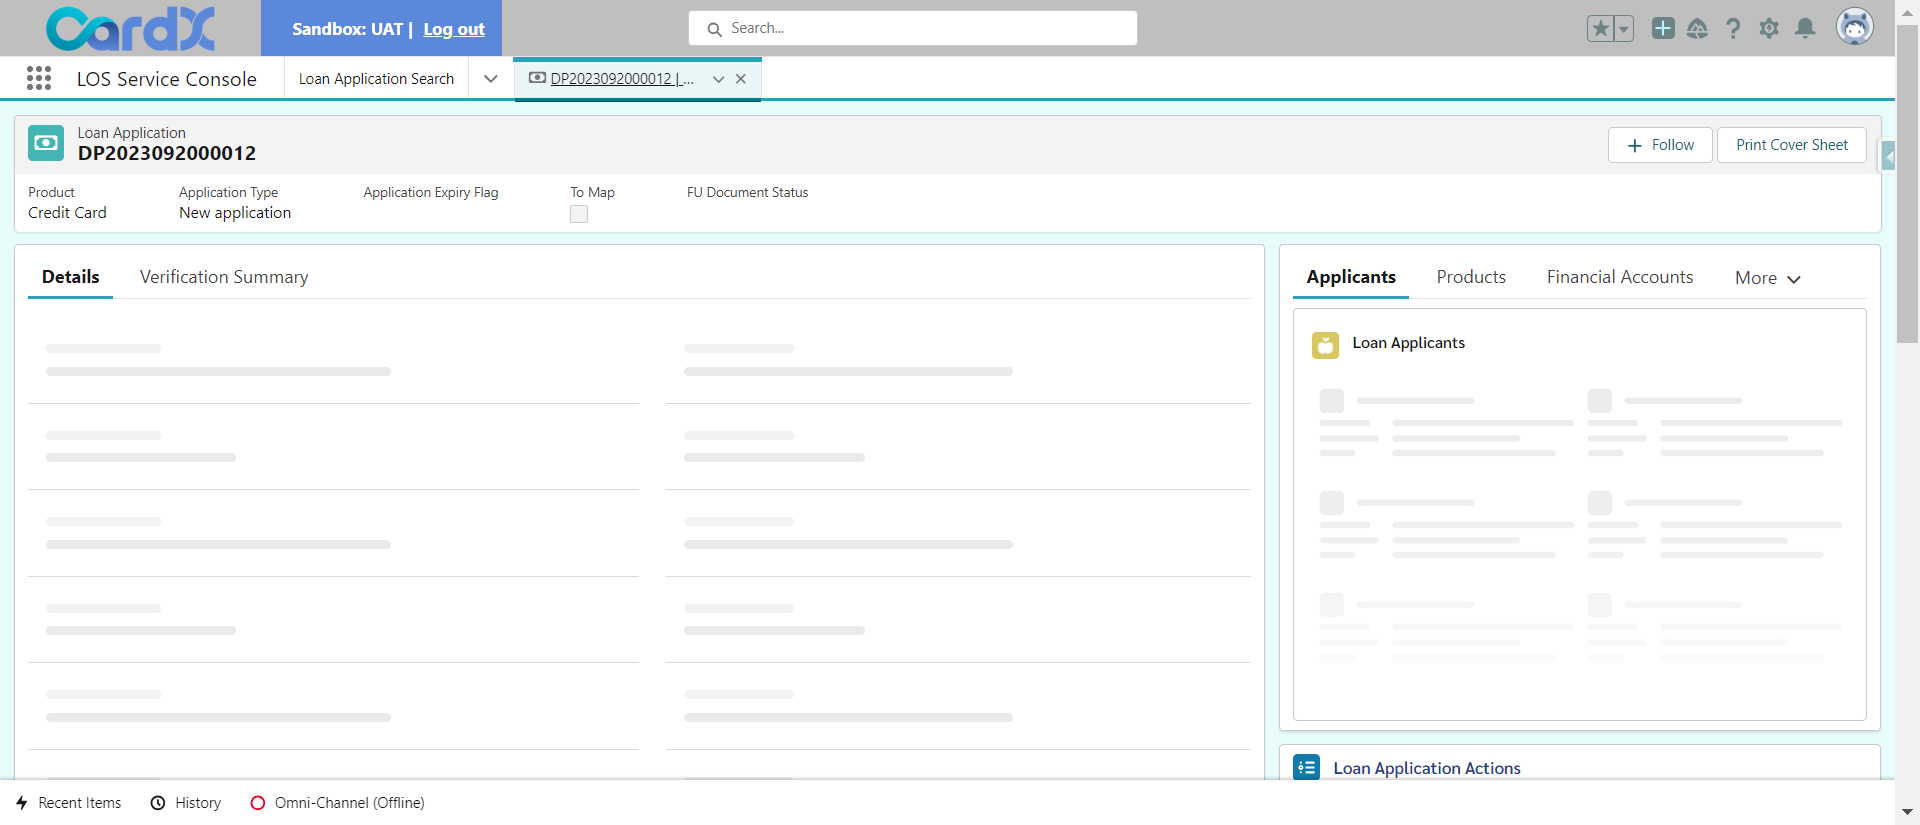 CardX
Sandbox: UAT | Log out
Search...
LOS Service Console
Loan Application Search
DP2023092000012 | ...
Loan Application
DP2023092000012
Follow
Print Cover Sheet
Product
Application Type
Application Expiry Flag
To Map
FU Document Status
Credit Card
New application
Details
Verification Summary
Applicants
Products
Financial Accounts
More
Loan Applicants
Loan Application Actions
Recent Items
History
Omni-Channel (Offline)